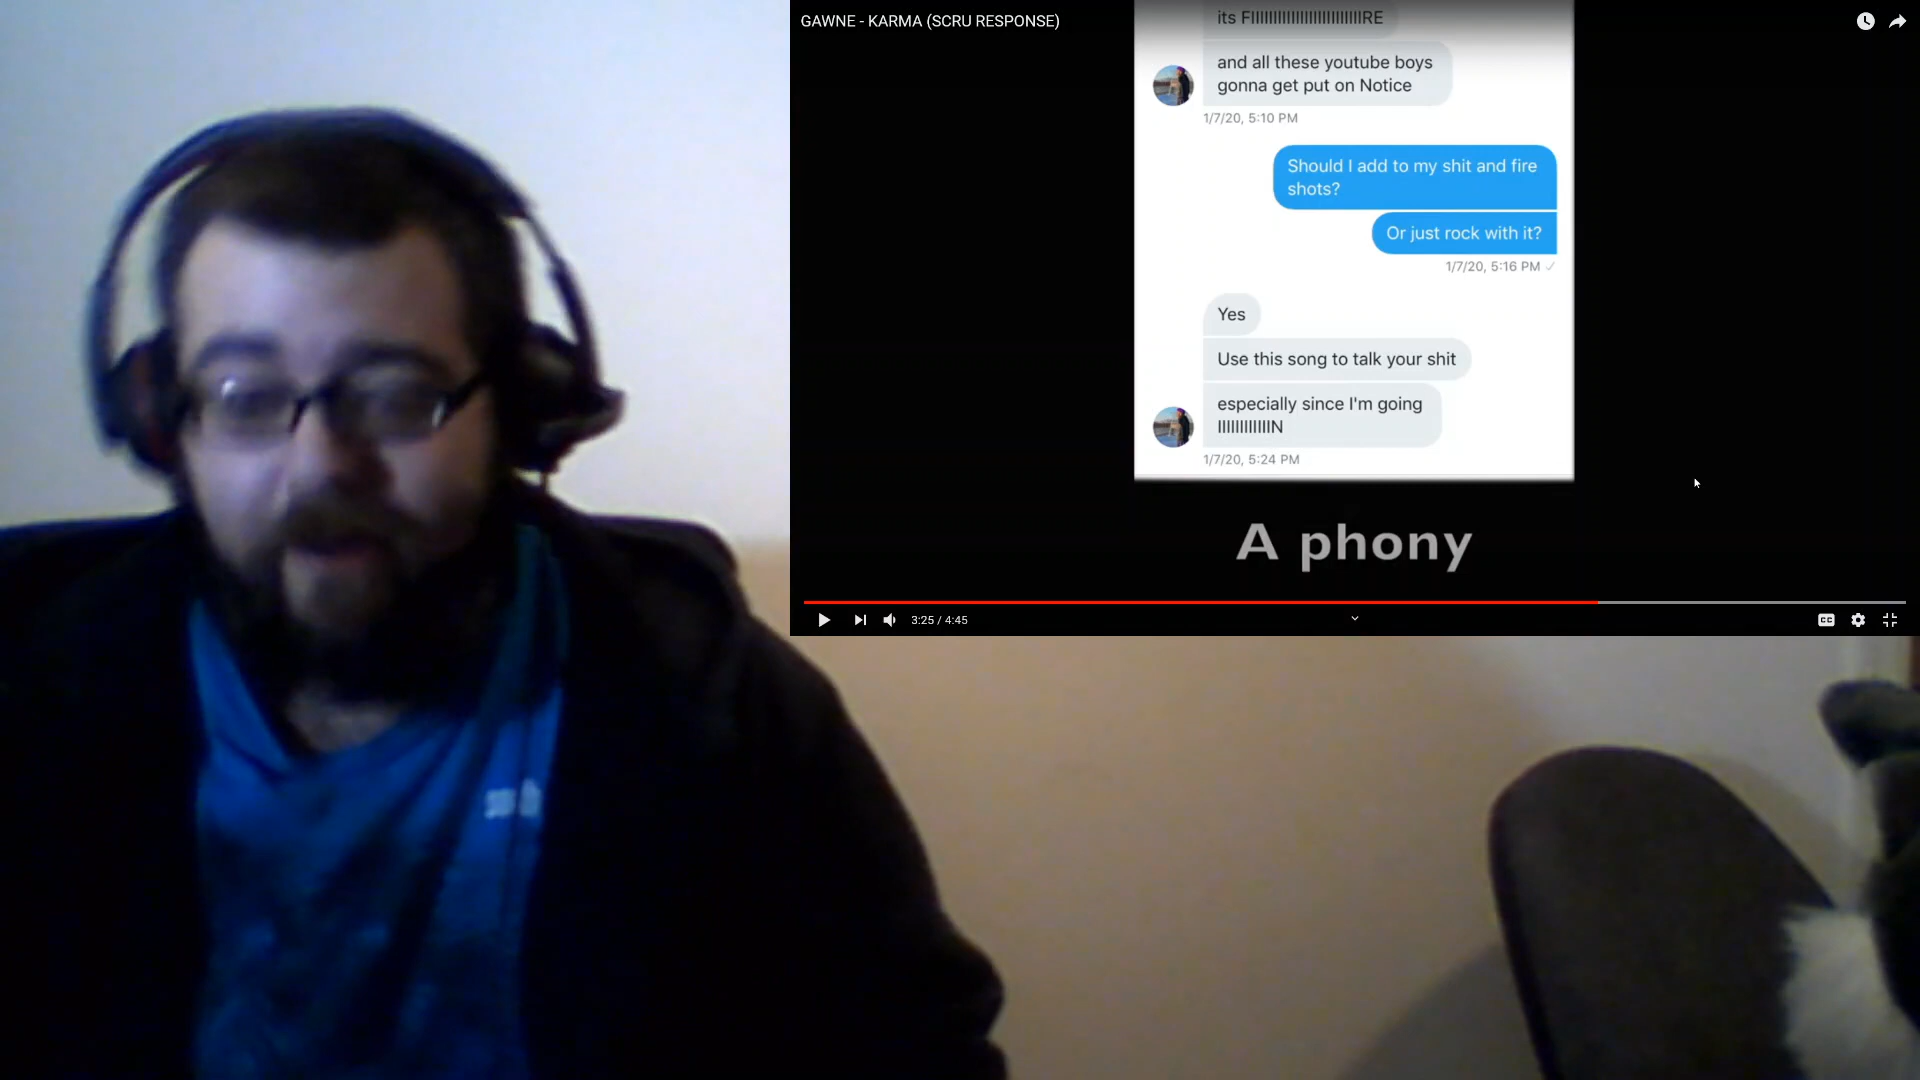 GAWNE - KARMA (SCRU RESPONSE)
its FIIIIIIIIIIIIIIIIIIIIIIIIIRE
and all these youtube boys
gonna get put on Notice
1/7/20, 5:10 PM
Should I add to my shit and fire
shots?
Or just rock with it?
1/7/20, 5:16 PM
Yes
Use this song to talk your shit
especially since I'm going
IIIIIIIIIIIIN
1/7/20, 5:24 PM
A phony
3:25 / 4:45
CC